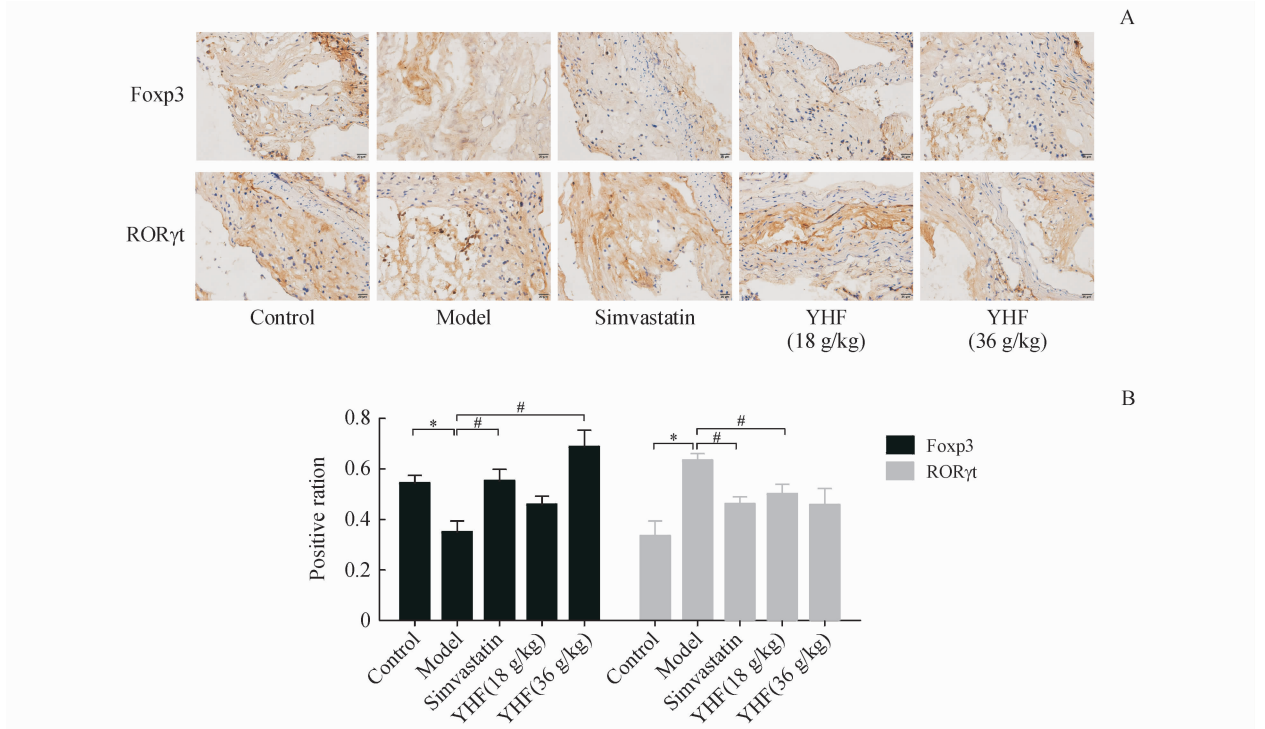 A
Foxp3
RORγt
Control
Model
Simvastatin
YHF
(18 g/kg)
YHF
(36 g/kg)
B
0.8
0.6
0.4
0.2
0
Positive ration
*
#
#
*
#
#
Foxp3
RORγt
Control
Model
Simvastatin
YHF(18 g/kg)
YHF(36 g/kg)
Control
Model
Simvastatin
YHF(18 g/kg)
YHF(36 g/kg)